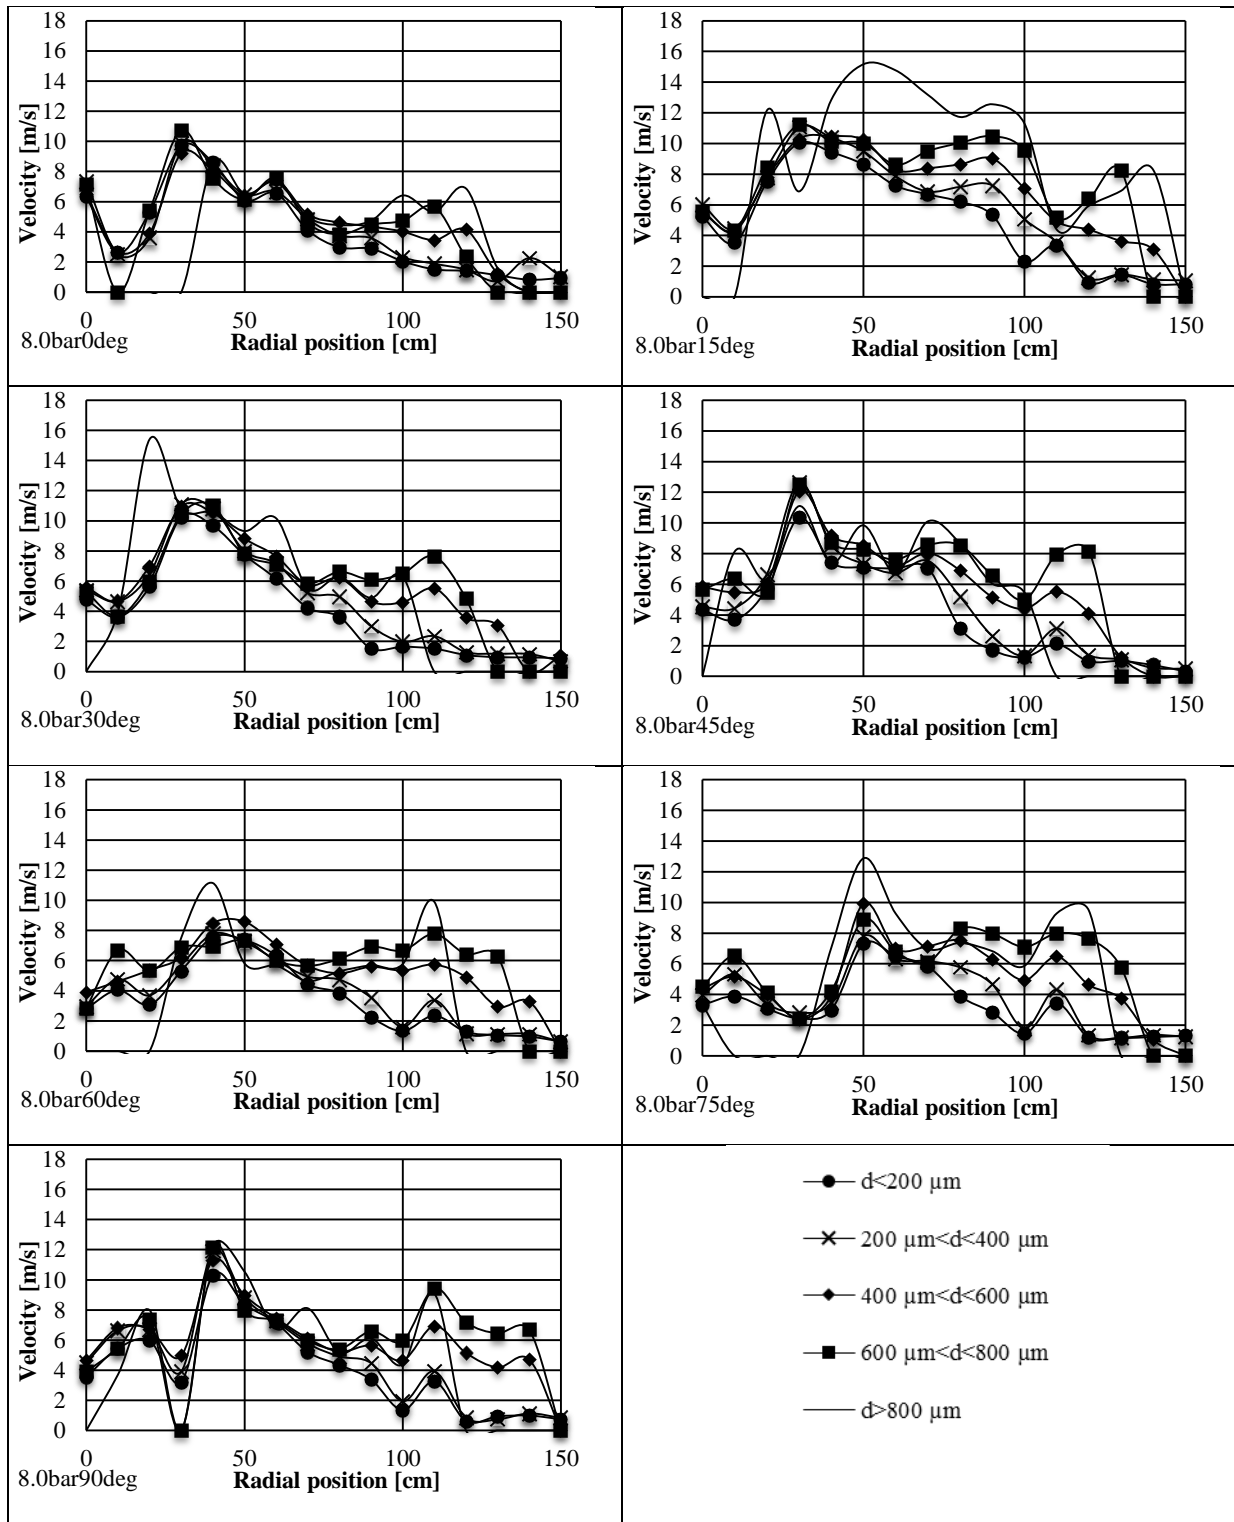 18
16
14
12
10
8
6
4
2
0
Velocity [m/s]
0 50 100 150
8.0bar0deg Radial position [cm]
18
16
14
12
10
8
6
4
2
0
Velocity [m/s]
0 50 100 150
8.0bar15deg Radial position [cm]
18
16
14
12
10
8
6
4
2
0
Velocity [m/s]
0 50 100 150
8.0bar30deg Radial position [cm]
18
16
14
12
10
8
6
4
2
0
Velocity [m/s]
0 50 100 150
8.0bar45deg Radial position [cm]
18
16
14
12
10
8
6
4
2
0
Velocity [m/s]
0 50 100 150
8.0bar60deg Radial position [cm]
18
16
14
12
10
8
6
4
2
0
Velocity [m/s]
0 50 100 150
8.0bar75deg Radial position [cm]
18
16
14
12
10
8
6
4
2
0
Velocity [m/s]
0 50 100 150
8.0bar90deg Radial position [cm]
d<200 µm
200 µm<d<400 µm
400 µm<d<600 µm
600 µm<d<800 µm
d>800 µm